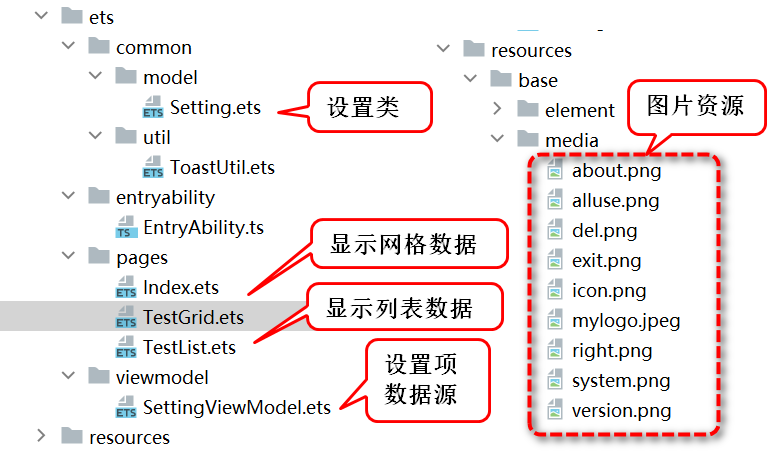 ets
common
model
Setting.ets
设置类
util
ToastUtil.ets
entryability
EntryAbility.ts
pages
显示网格数据
Index.ets
TestGrid.ets
显示列表数据
TestList.ets
viewmodel
设置项
数据源
SettingViewModel.ets
resources
resources
base
图片资源
element
media
about.png
alluse.png
del.png
exit.png
icon.png
mylogo.jpeg
right.png
system.png
version.png